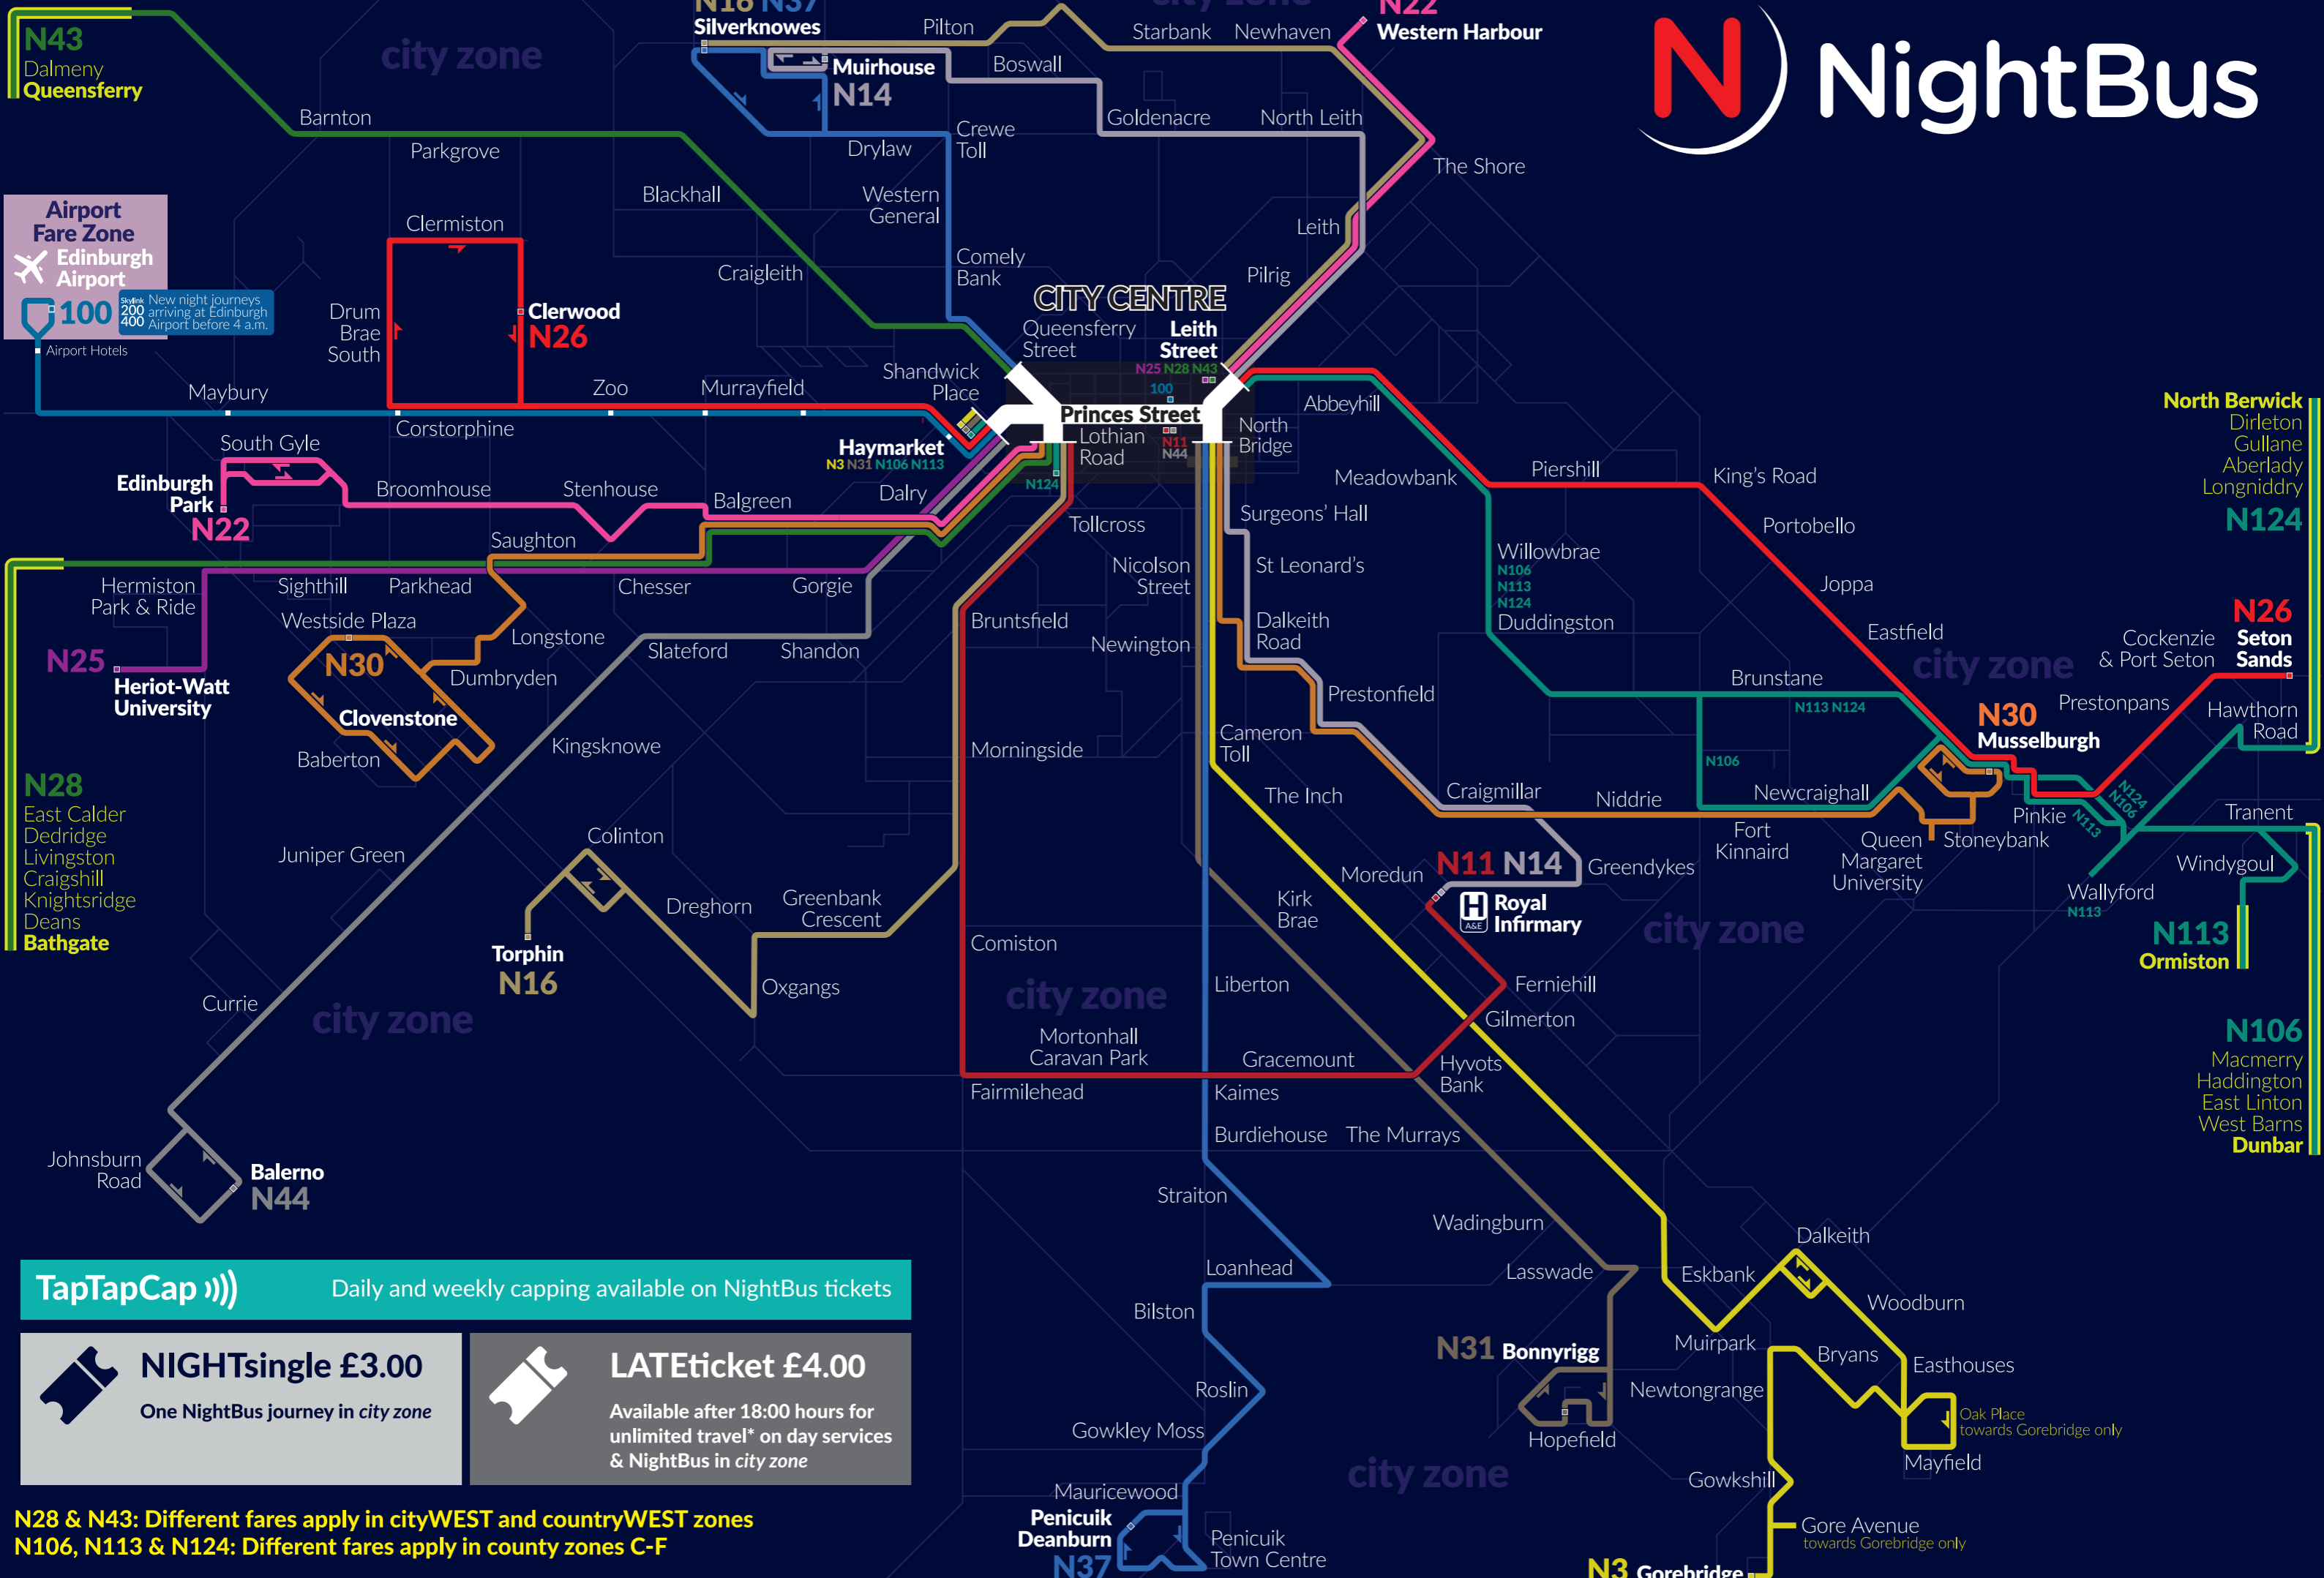 N16 N37
Silverknowes
city zone
N22
Western Harbour
N NightBus
N43
Dalmeny
Queensferry
city zone
Pilton
Starbank
Newhaven
Muirhouse
N14
Boswall
Barnton
Parkgrove
Goldenacre
North Leith
Crewe
Toll
Drylaw
The Shore
Blackhall
Western
General
Leith
Airport
Fare Zone
Edinburgh
Airport
100
Skylink
200
400
New night journeys
arriving at Edinburgh
Airport before 4 a.m.
Airport Hotels
Clermiston
Craigleith
Comely
Bank
Pilrig
Drum
Brae
South
Clerwood
N26
CITY CENTRE
Queensferry
Street
Leith
Street
N25 N28 N43
100
Shandwick
Place
Princes Street
Lothian
Road
N11
N44
North
Bridge
Abbeyhill
Maybury
Zoo
Murrayfield
Corstorphine
Haymarket
N3 N31 N106 N113
N124
South Gyle
Edinburgh
Park
N22
Broomhouse
Stenhouse
Balgreen
Dalry
Meadowbank
Piershill
King's Road
Portobello
Joppa
Eastfield
North Berwick
Dirleton
Gullane
Aberlady
Longniddry
N124
Saughton
Tollcross
Surgeons' Hall
Nicolson
Street
St Leonard's
Willowbrae
N106
N113
N124
Duddingston
Hermiston
Park & Ride
Sighthill
Parkhead
Chesser
Gorgie
Westside Plaza
Longstone
N30
N25
Heriot-Watt
University
Dumbryden
Clovenstone
Baberton
Slateford
Shandon
Bruntsfield
Newington
Dalkeith
Road
Prestonfield
Brunstane
N113 N124
city zone
N26
Seton
Sands
Cockenzie
& Port Seton
Prestonpans
Hawthorn
Road
N30
Musselburgh
N28
East Calder
Dedridge
Livingston
Craigshill
Knightsridge
Deans
Bathgate
Kingsknowe
Morningside
Cameron
Toll
N106
The Inch
Craigmillar
Niddrie
Newcraighall
Fort
Kinnaird
Queen
Margaret
University
Stoneybank
Pinkie
N113
N124
N106
Tranent
Windygoul
Wallyford
N113
N113
Ormiston
Juniper Green
Colinton
Dreghorn
Greenbank
Crescent
Torphin
N16
Oxgangs
Comiston
Moredun
N11 N14
Greendykes
H
A&E
Royal
Infirmary
Kirk
Brae
city zone
Currie
city zone
city zone
Liberton
Ferniehill
Gilmerton
Mortonhall
Caravan Park
Gracemount
Hyvots
Bank
Fairmilehead
Kaimes
N106
Macmerry
Haddington
East Linton
West Barns
Dunbar
Burdiehouse
The Murrays
Johnsburn
Road
Balerno
N44
Straiton
Wadingburn
Loanhead
Lasswade
Dalkeith
Eskbank
Woodburn
Bilston
N31 Bonnyrigg
Muirpark
Bryans
Easthouses
Roslin
Newtongrange
Oak Place
towards Gorebridge only
Gowkley Moss
Hopefield
Mayfield
city zone
Gowkshill
Mauricewood
Penicuik
Deanburn
N37
Penicuik
Town Centre
Gore Avenue
towards Gorebridge only
N3 Gorebridge
TapTapCap
Daily and weekly capping available on NightBus tickets
NIGHTsingle £3.00
One NightBus journey in city zone
LATEticket £4.00
Available after 18:00 hours for
unlimited travel* on day services
& NightBus in city zone
N28 & N43: Different fares apply in cityWEST and countryWEST zones
N106, N113 & N124: Different fares apply in county zones C-F